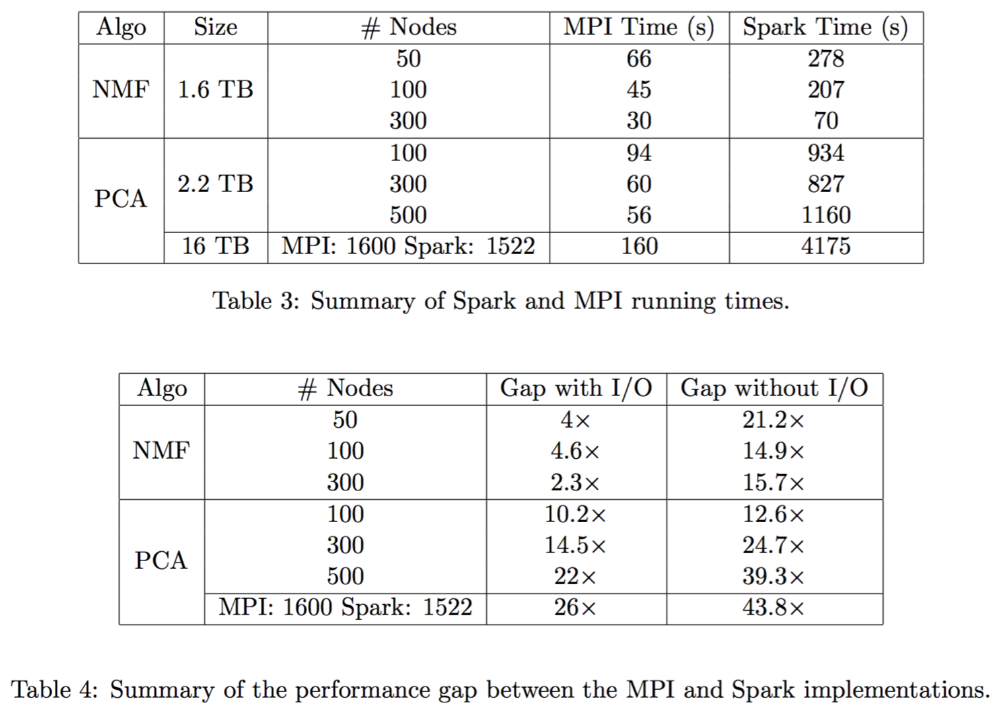 Algo Size # Nodes MPI Time (s) Spark Time (s)
50 66 278
NMF 1.6 TB 100 45 207
300 30 70
100 94 934
2.2 TB 300 60 827
PCA
500 56 1160
16 TB MPI: 1600 Spark: 1522 160 4175
Table 3: Summary of Spark and MPI running times.
Algo # Nodes Gap with I/O Gap without I/O
50 4× 21.2×
NMF 100 4.6× 14.9×
300 2.3× 15.7×
100 10.2× 12.6×
300 14.5× 24.7×
PCA
500 22× 39.3×
MPI: 1600 Spark: 1522 26× 43.8×
Table 4: Summary of the performance gap between the MPI and Spark implementations.